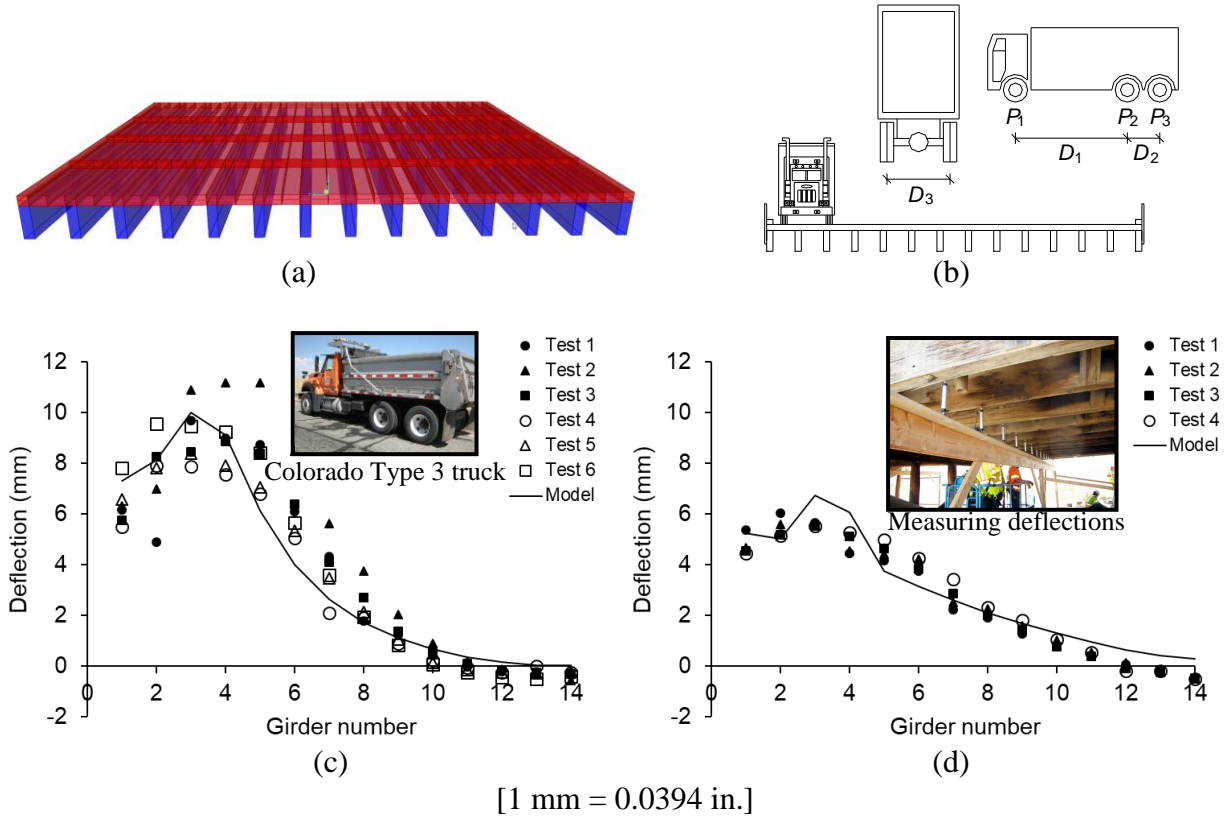 (a)
P1 P2 P3
D1 D2
D3
(b)
12
10
8
6
4
2
0
-2
0 2 4 6 8 10 12 14
Deflection (mm)
Girder number
Colorado Type 3 truck
Test 1
Test 2
Test 3
Test 4
Test 5
Test 6
Model
(c)
12
10
8
6
4
2
0
-2
0 2 4 6 8 10 12 14
Deflection (mm)
Girder number
Measuring deflections
Test 1
Test 2
Test 3
Test 4
Model
(d)
[1 mm = 0.0394 in.]